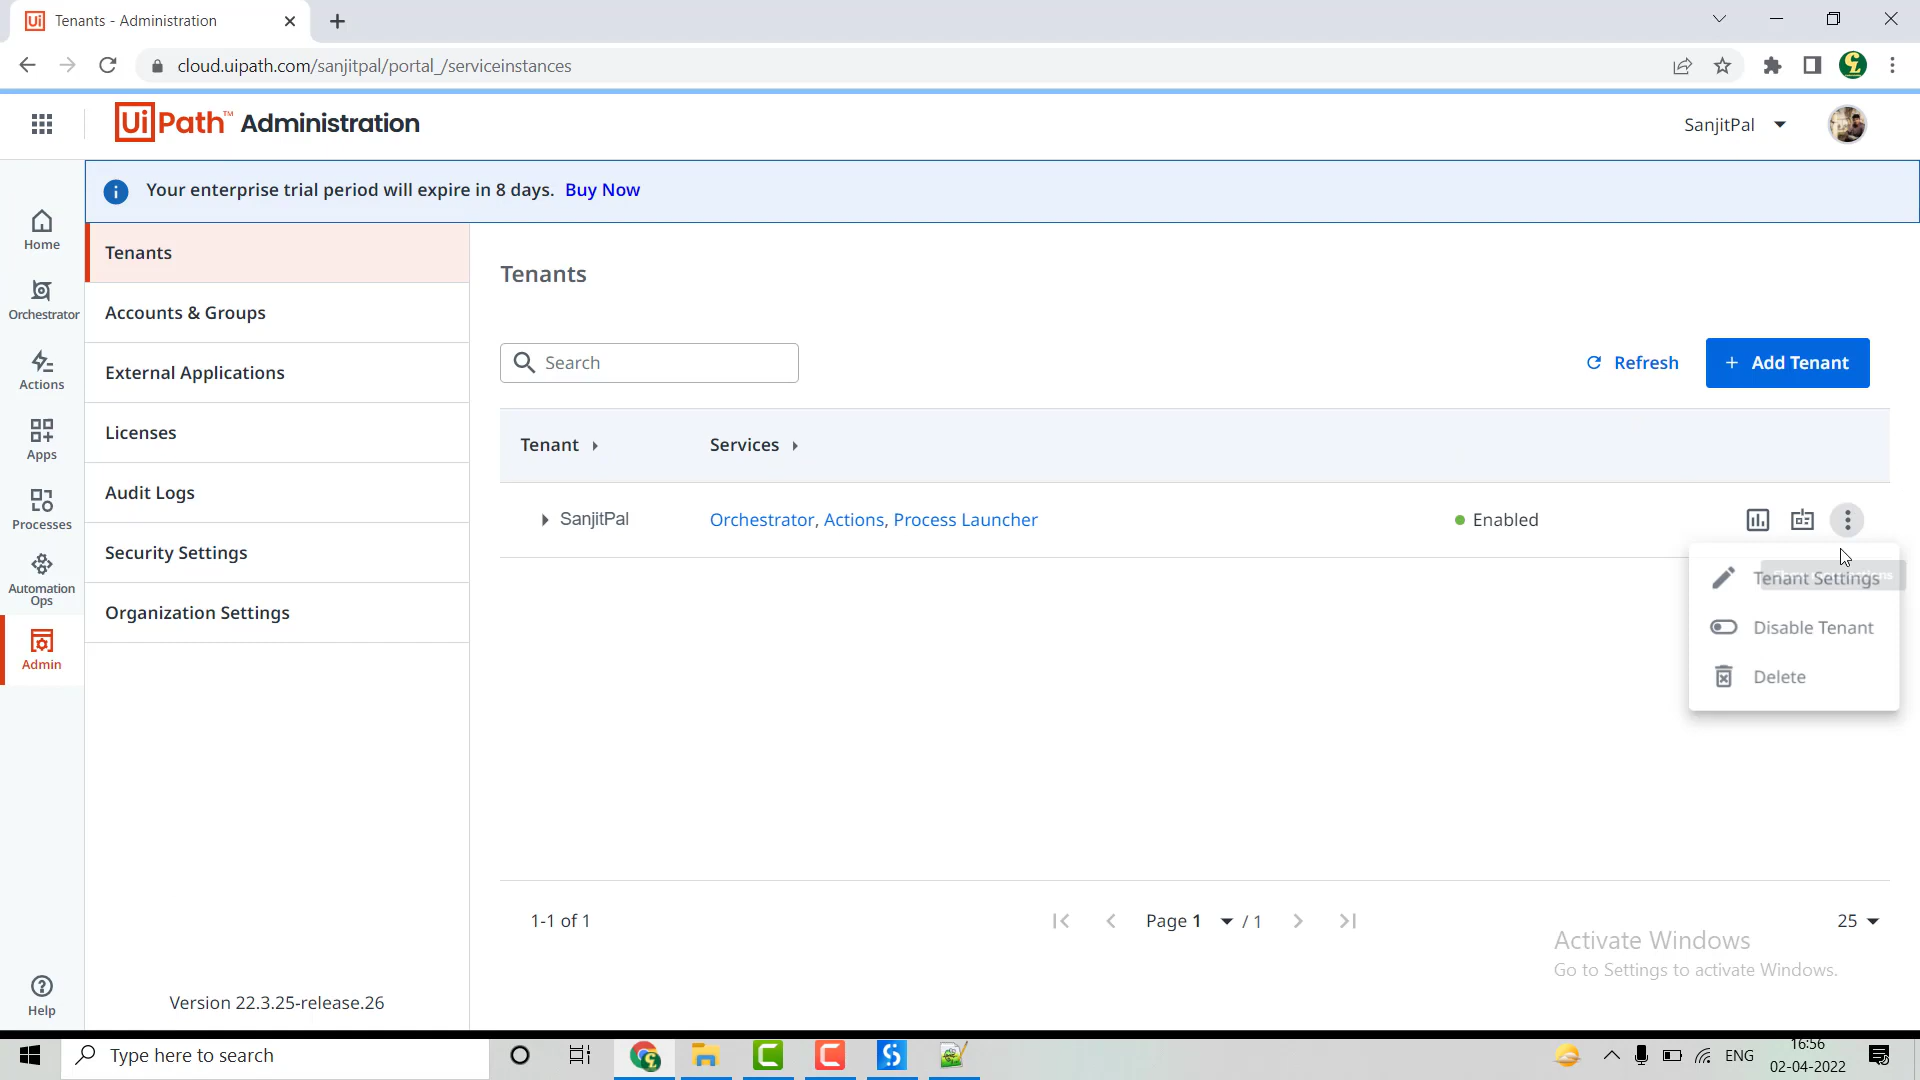 Tenants - Administration
cloud.uipath.com/sanjitpal/portal_/serviceinstances
UiPath™ Administration
SanjitPal
Your enterprise trial period will expire in 8 days. Buy Now
Home
Orchestrator
Actions
Apps
Processes
Automation
Ops
Admin
Help
Tenants
Accounts & Groups
External Applications
Licenses
Audit Logs
Security Settings
Organization Settings
Version 22.3.25-release.26
Tenants
Search
Refresh
+ Add Tenant
Tenant
Services
SanjitPal
Orchestrator, Actions, Process Launcher
Enabled
Tenant Settings
Disable Tenant
Delete
1-1 of 1
Page 1 / 1
25
Activate Windows
Go to Settings to activate Windows.
Type here to search
ENG
16:56
02-04-2022